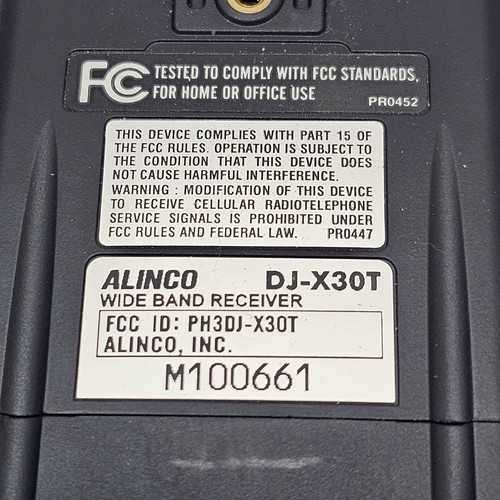 FC TESTED TO COMPLY WITH FCC STANDARDS,
FOR HOME OR OFFICE USE
PR0452
THIS DEVICE COMPLIES WITH PART 15 OF
THE FCC RULES. OPERATION IS SUBJECT TO
THE CONDITION THAT THIS DEVICE DOES
NOT CAUSE HARMFUL INTERFERENCE.
WARNING : MODIFICATION OF THIS DEVICE
TO RECEIVE CELLULAR RADIOTELEPHONE
SERVICE SIGNALS IS PROHIBITED UNDER
FCC RULES AND FEDERAL LAW. PR0447
ALINCO DJ-X30T
WIDE BAND RECEIVER
FCC ID: PH3DJ-X30T
ALINCO, INC.
M100661